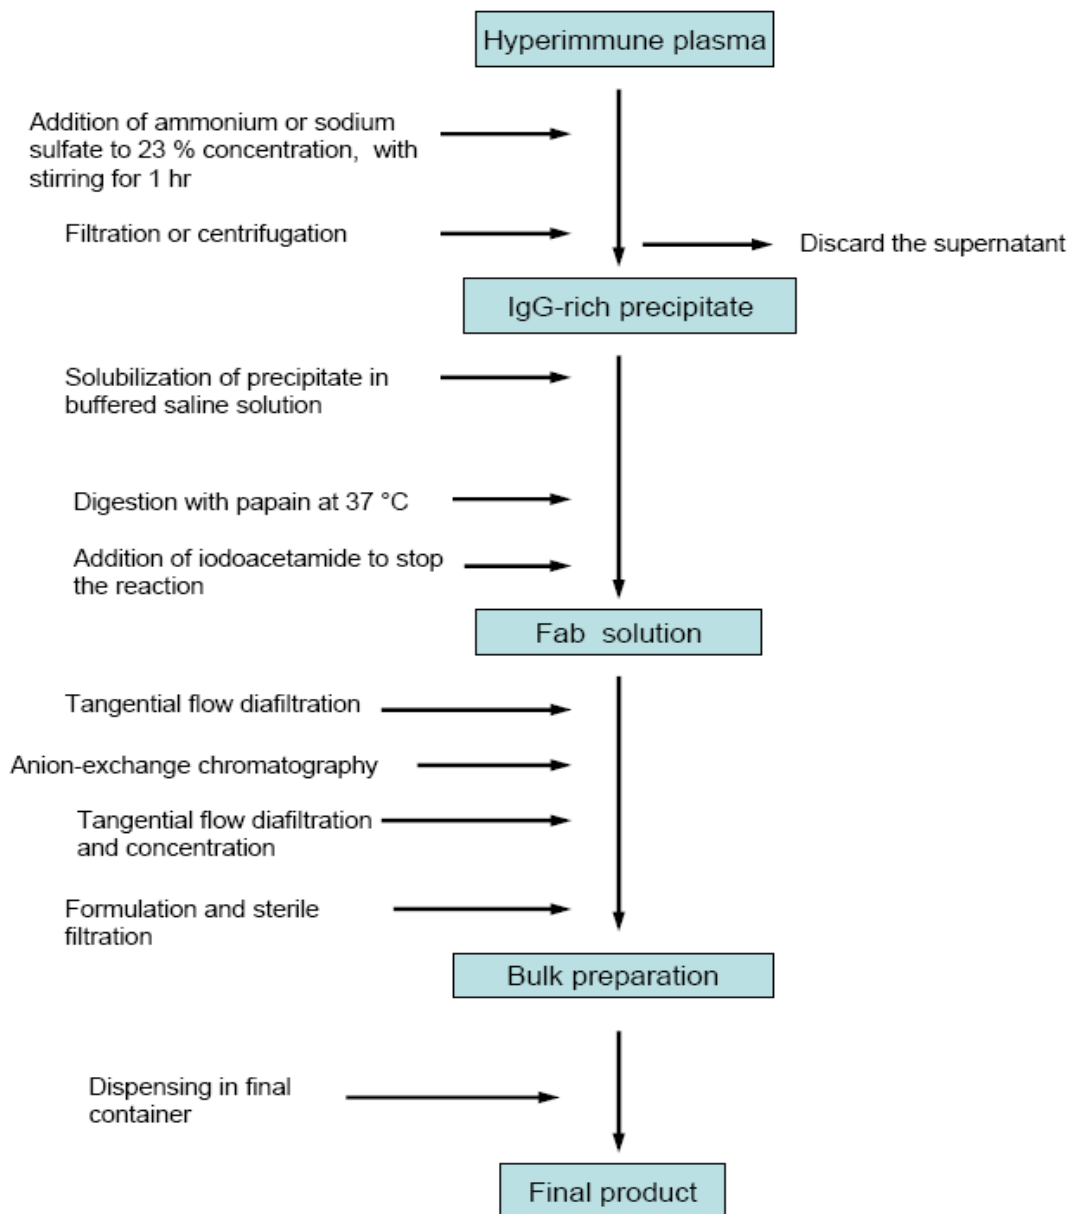 Hyperimmune plasma
Addition of ammonium or sodium
sulfate to 23 % concentration, with
stirring for 1 hr
Filtration or centrifugation
Discard the supernatant
IgG-rich precipitate
Solubilization of precipitate in
buffered saline solution
Digestion with papain at 37 °C
Addition of iodoacetamide to stop
the reaction
Fab solution
Tangential flow diafiltration
Anion-exchange chromatography
Tangential flow diafiltration
and concentration
Formulation and sterile
filtration
Bulk preparation
Dispensing in final
container
Final product